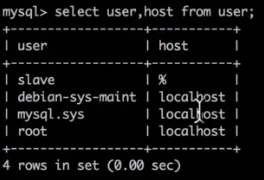 mysql> select user,host from user;
+------------------+-----------+
| user             | host      |
+------------------+-----------+
| slave            | %         |
| debian-sys-maint | localhost |
| mysql.sys        | localhost |
| root             | localhost |
+------------------+-----------+
4 rows in set (0.00 sec)